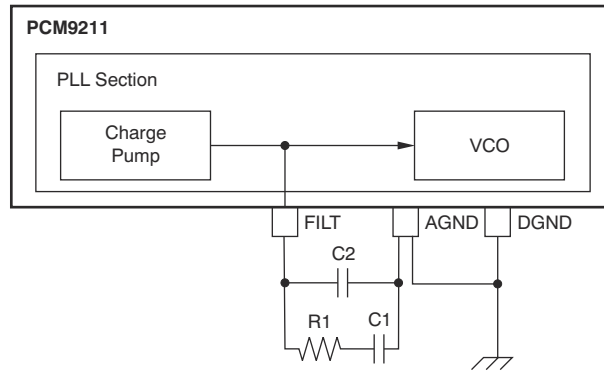 PCM9211
PLL Section
Charge
Pump
VCO
FILT
AGND
DGND
C2
R1
C1